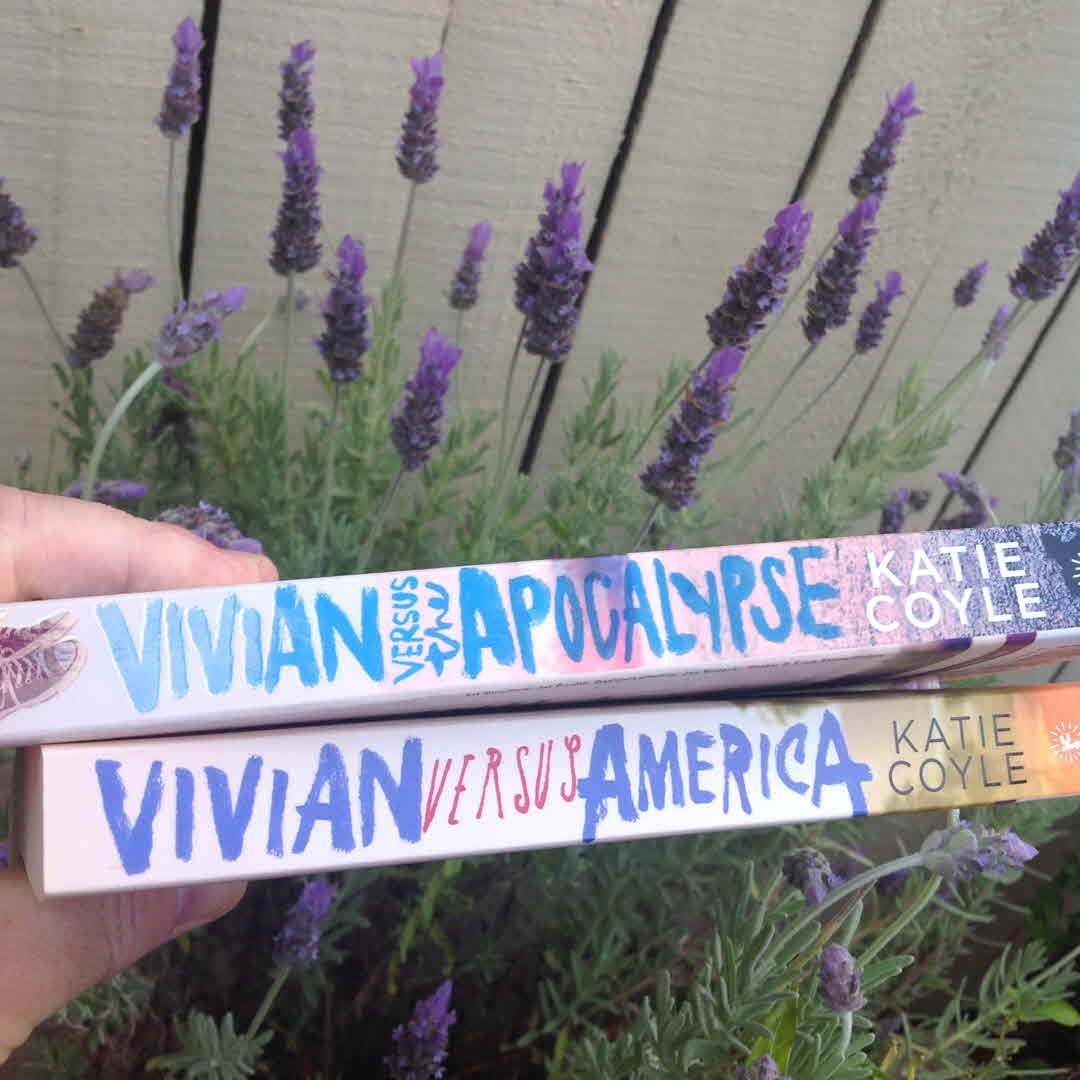 VIVIAN VERSUS THE APOCALYPSE KATIE COYLE
VIVIAN VERSUS AMERICA KATIE COYLE